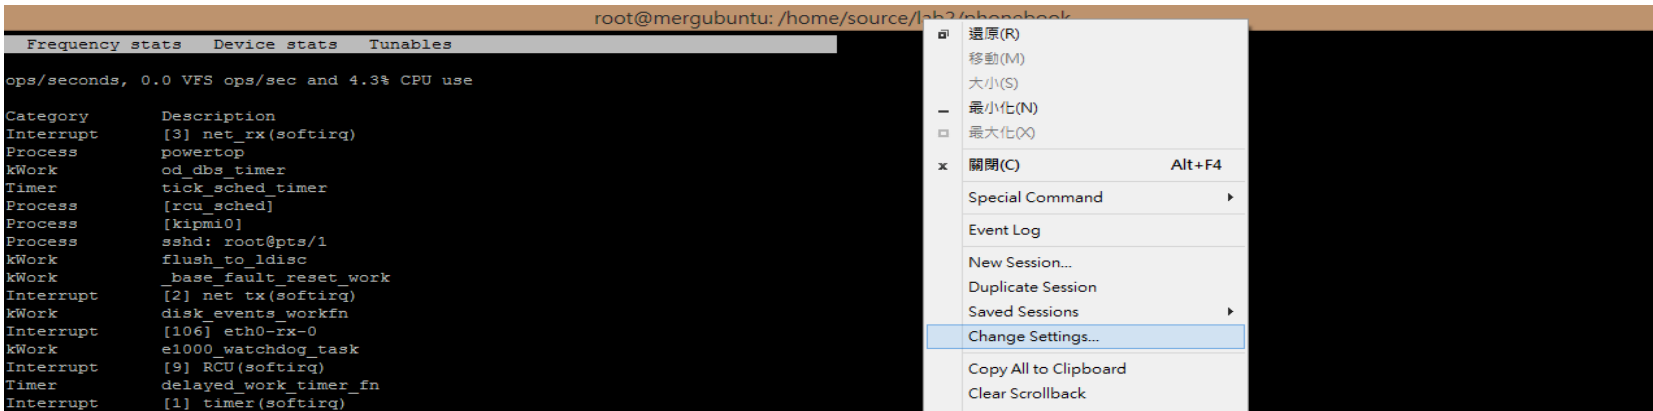 root@mergubuntu: /home/source/lab2/phonebook
Frequency stats Device stats Tunables
ops/seconds, 0.0 VFS ops/sec and 4.3% CPU use
Category Description
Interrupt [3] net_rx(softirq)
Process powertop
kWork od_dbs_timer
Timer tick_sched_timer
Process [rcu_sched]
Process [kipmi0]
Process sshd: root@pts/1
kWork flush_to_ldisc
kWork _base_fault_reset_work
Interrupt [2] net tx(softirq)
kWork disk_events_workfn
Interrupt [106] eth0-rx-0
kWork e1000_watchdog_task
Interrupt [9] RCU(softirq)
Timer delayed_work_timer_fn
Interrupt [1] timer(softirq)
還原(R)
移動(M)
大小(S)
最小化(N)
最大化(X)
關閉(C) Alt+F4
Special Command
Event Log
New Session...
Duplicate Session
Saved Sessions
Change Settings...
Copy All to Clipboard
Clear Scrollback